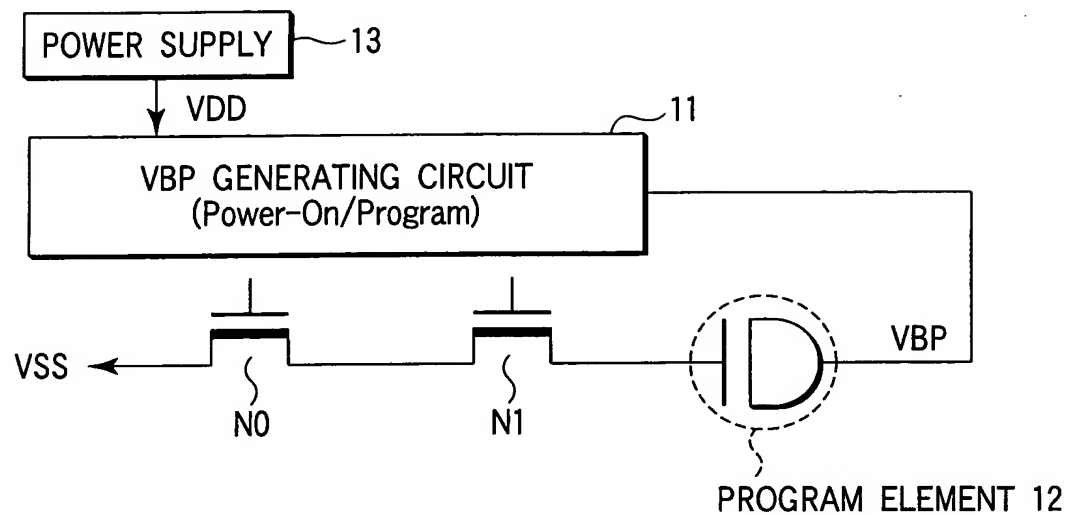 POWER SUPPLY
13
VDD
11
VBP GENERATING CIRCUIT
(Power-On/Program)
VSS
N0
N1
VBP
PROGRAM ELEMENT 12